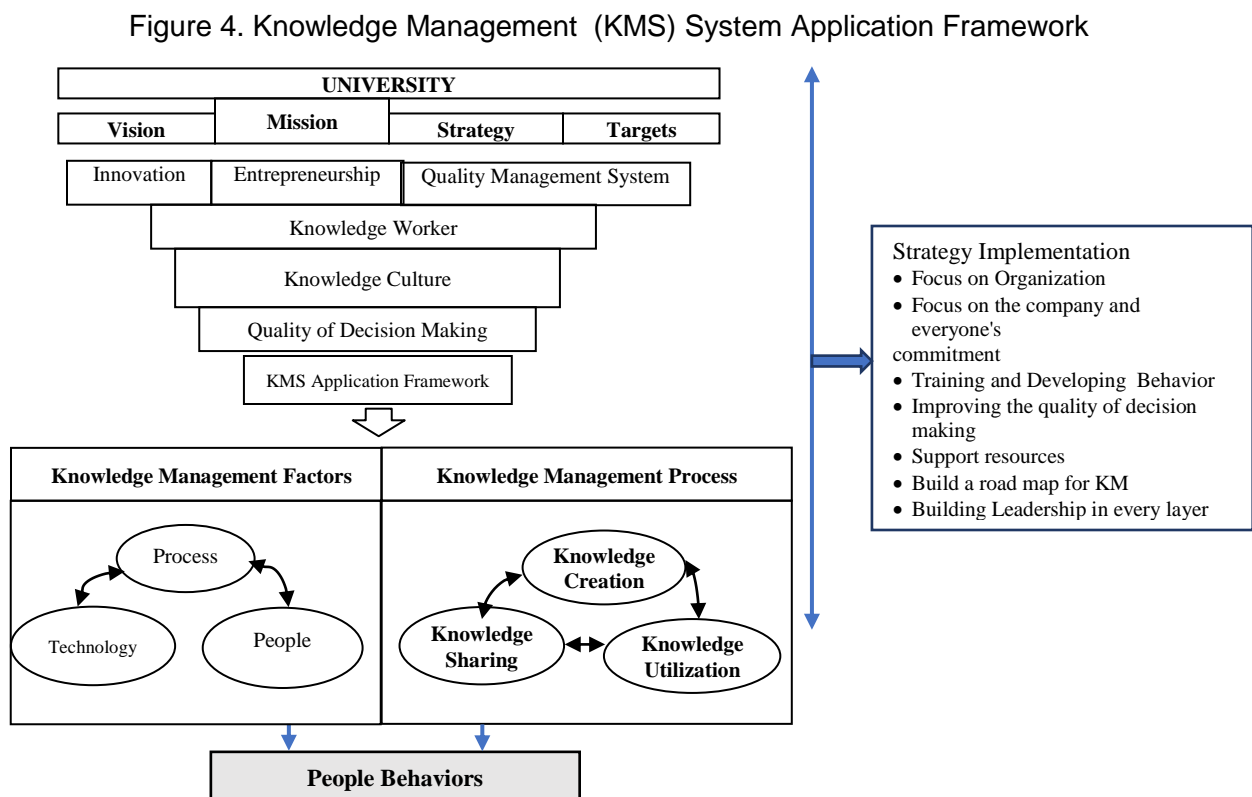 Figure 4. Knowledge Management (KMS) System Application Framework
UNIVERSITY
Vision
Mission
Strategy
Targets
Innovation
Entrepreneurship
Quality Management System
Knowledge Worker
Knowledge Culture
Quality of Decision Making
KMS Application Framework
Knowledge Management Factors
Knowledge Management Process
Process
Technology
People
Knowledge
Creation
Knowledge
Sharing
Knowledge
Utilization
People Behaviors
Strategy Implementation
• Focus on Organization
• Focus on the company and
everyone's
commitment
• Training and Developing Behavior
• Improving the quality of decision
making
• Support resources
• Build a road map for KM
• Building Leadership in every layer